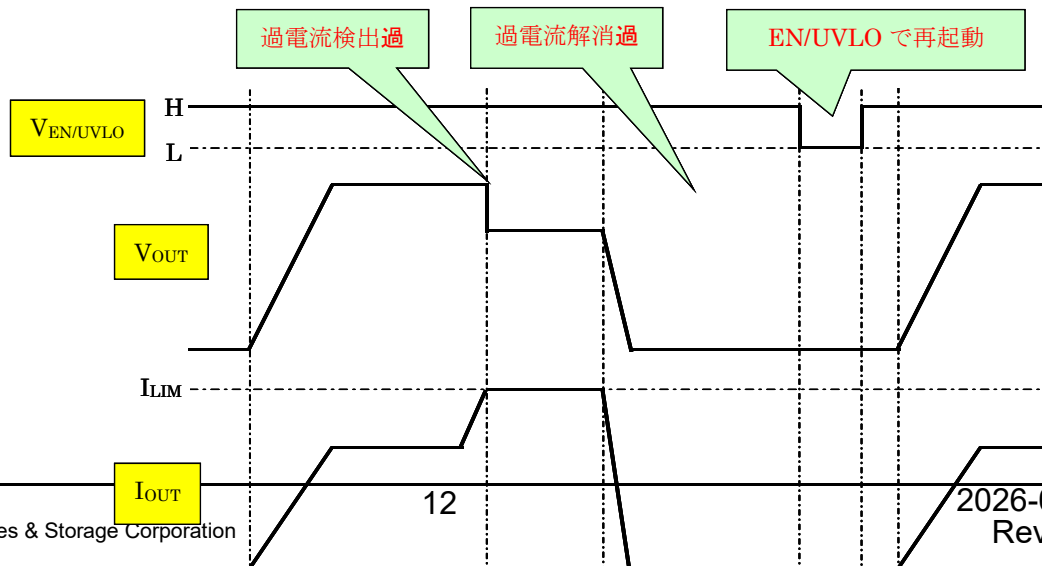 過電流検出過
過電流解消過
EN/UVLO で再起動
VEN/UVLO
H
L
VOUT
ILIM
IOUT
12
2026-0
es & Storage Corporation
Rev